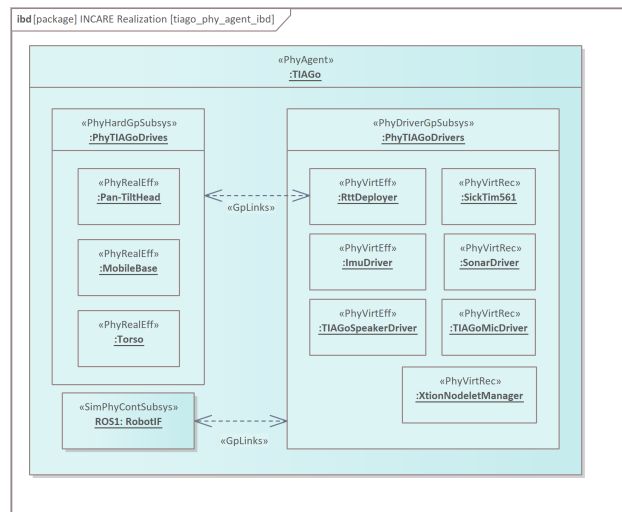 ibd [package] INCARE Realization [tiago_phy_agent_ibd]
«PhyAgent»
:TIAGo
«PhyHardGpSubsys»
:PhyTIAGoDrives
«PhyRealEff»
:Pan-TiltHead
«PhyRealEff»
:MobileBase
«PhyRealEff»
:Torso
«GpLinks»
«PhyDriverGpSubsys»
:PhyTIAGoDrivers
«PhyVirtEff»
:RttDeployer
«PhyVirtRec»
:SickTim561
«PhyVirtEff»
:ImuDriver
«PhyVirtRec»
:SonarDriver
«PhyVirtEff»
:TIAGoSpeakerDriver
«PhyVirtRec»
:TIAGoMicDriver
«PhyVirtRec»
:XtionNodeletManager
«SimPhyContSubsys»
ROS1: RobotIF
«GpLinks»